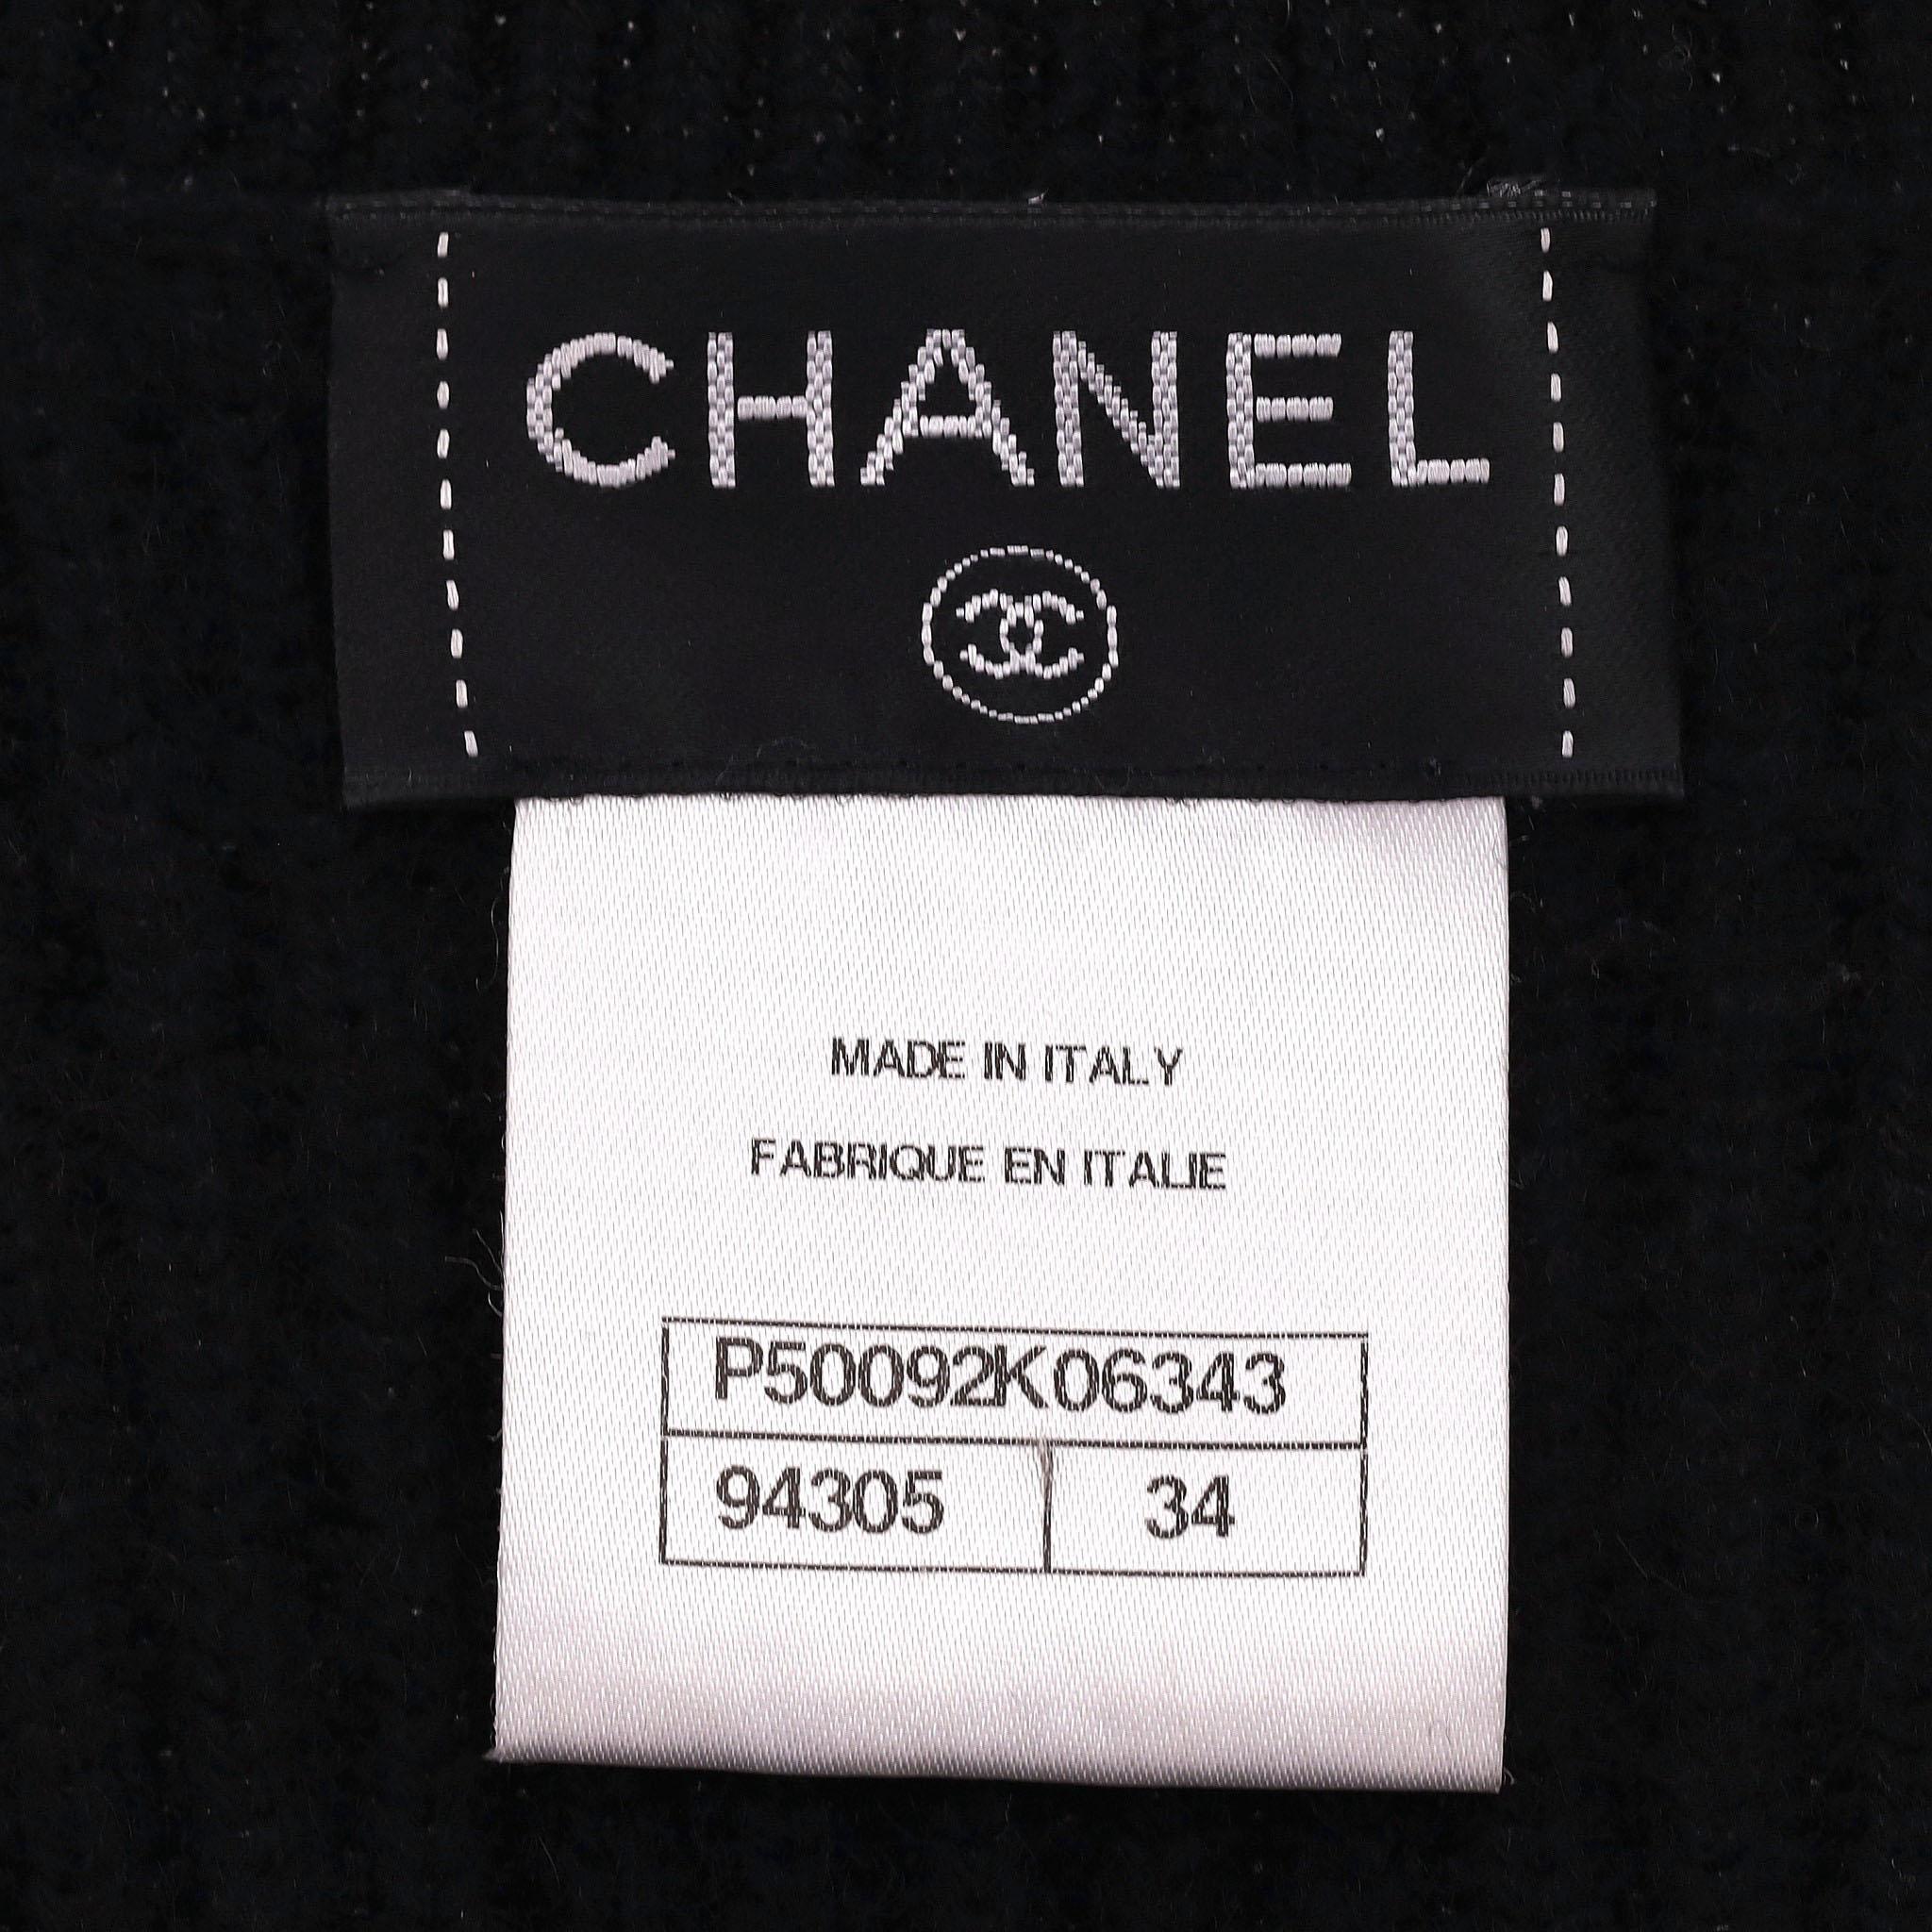 CHANEL
MADE IN ITALY
FABRIQUE EN ITALIE
P50092K06343
94305 34